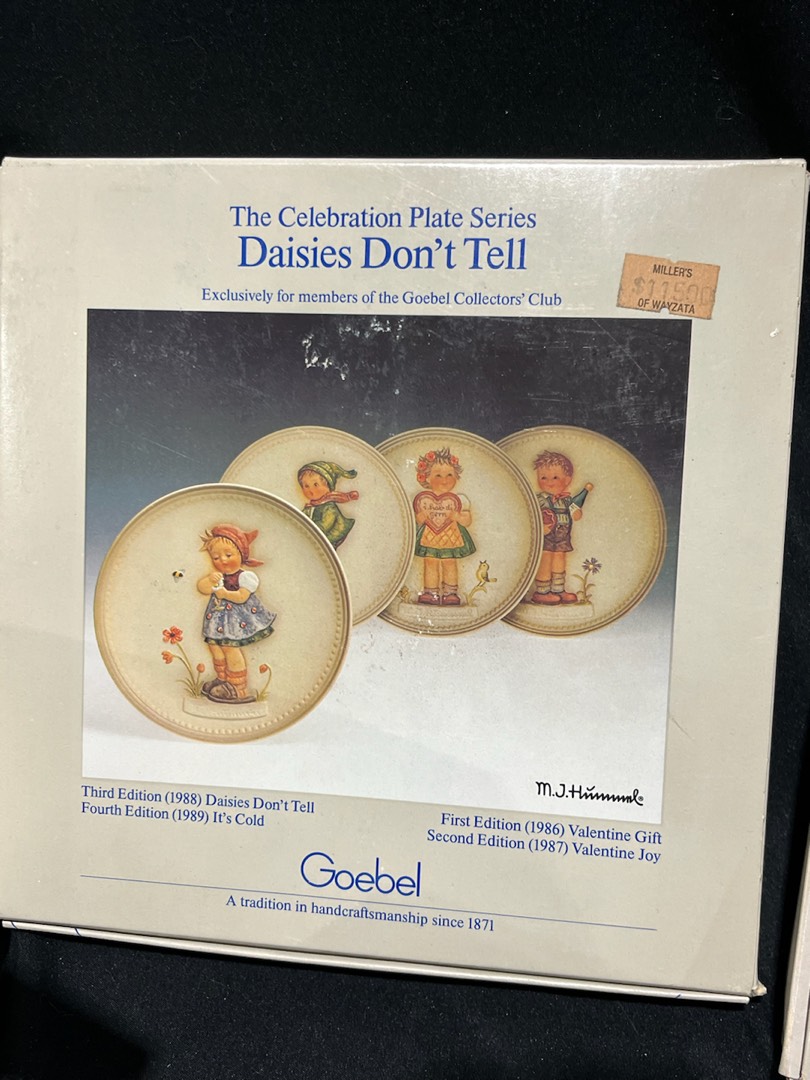 The Celebration Plate Series
Daisies Don't Tell
Exclusively for members of the Goebel Collectors' Club
MILLER'S
OF WAYZATA
M.J.Hummel
Third Edition (1988) Daisies Don't Tell
Fourth Edition (1989) It's Cold
First Edition (1986) Valentine Gift
Second Edition (1987) Valentine Joy
Goebel
A tradition in handcraftsmanship since 1871